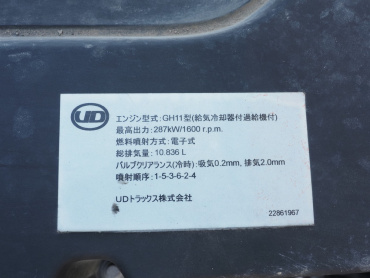 UD
エンジン型式:GH11型(給気冷却器付過給機付)
最高出力:287kW/1600 r.p.m.
燃料噴射方式:電子式
総排気量:10.836 L
バルブクリアランス(冷時):吸気0.2mm, 排気2.0mm
噴射順序:1-5-3-6-2-4
UDトラックス株式会社
22861967